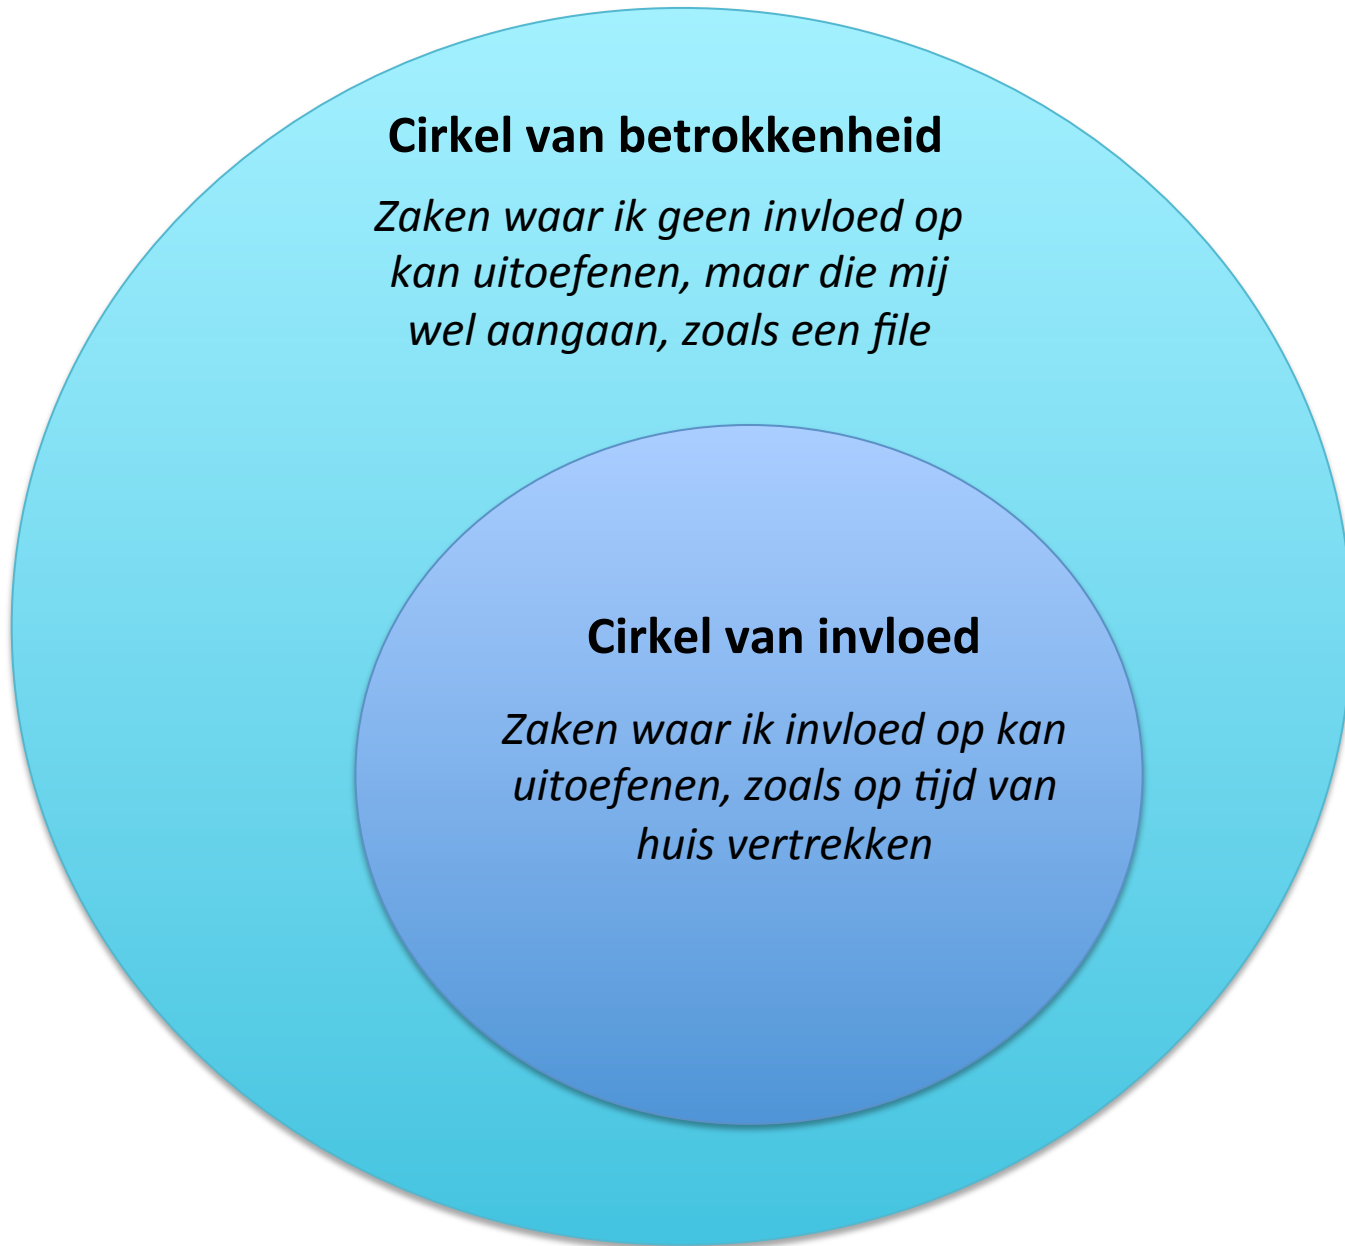 Cirkel van betrokkenheid
Zaken waar ik geen invloed op
kan uitoefenen, maar die mij
wel aangaan, zoals een file
Cirkel van invloed
Zaken waar ik invloed op kan
uitoefenen, zoals op tijd van
huis vertrekken